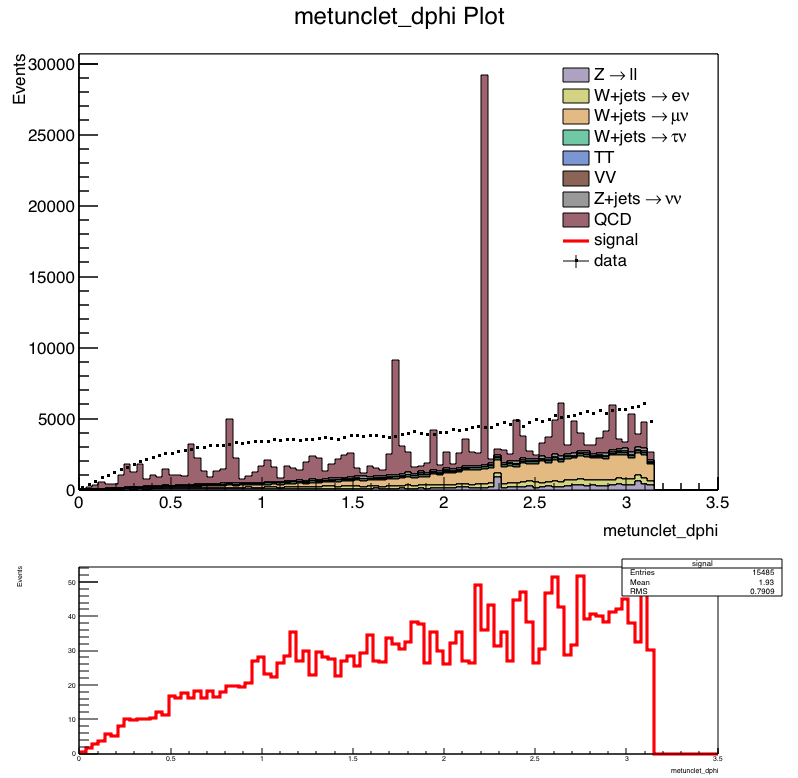 metunclet_dphi Plot
Events
30000
25000
20000
15000
10000
5000
0
Z → ll
W+jets → eν
W+jets → μν
W+jets → τν
TT
VV
Z+jets → νν
QCD
signal
data
0 0.5 1 1.5 2 2.5 3 3.5
metunclet_dphi
Events
50
40
30
20
10
0
signal
Entries 15485
Mean 1.93
RMS 0.7909
0 0.5 1 1.5 2 2.5 3 3.5
metunclet_dphi